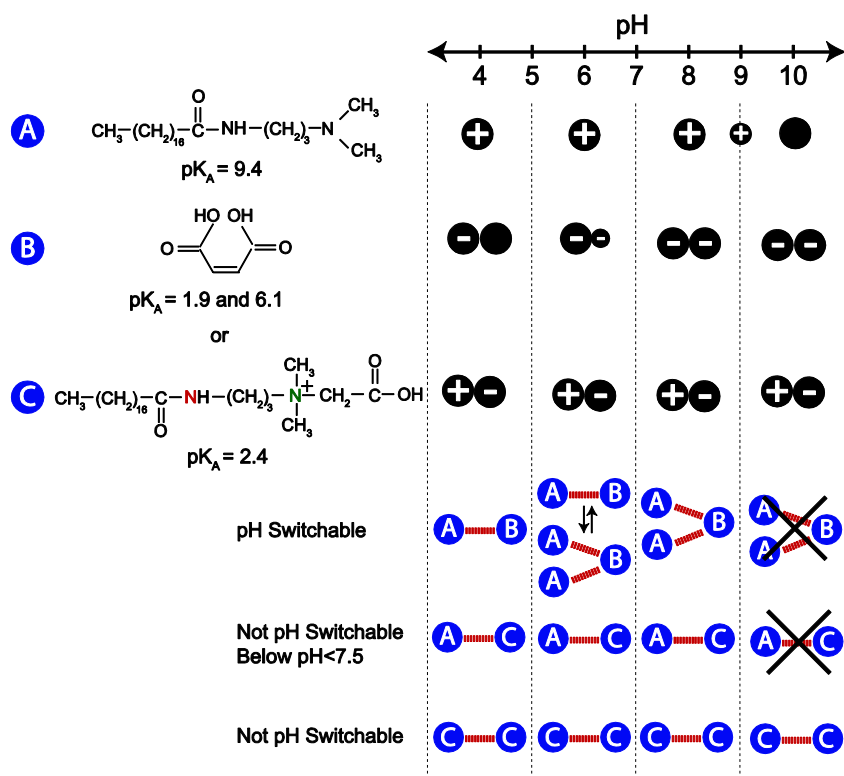 pH
4 5 6 7 8 9 10
A
CH₃-(CH₂)₁₆-C-NH-(CH₂)₃-N
O
CH₃
CH₃
pKA = 9.4
+ + + +
B
HO OH
O O
pKA = 1.9 and 6.1
- - - - - - -
or
C
CH₃-(CH₂)₁₆-C-NH-(CH₂)₃-N+-CH₂-C-OH
O
CH₃
CH₃
O
pKA = 2.4
+ - + - + - + -
pH Switchable
A B
A B
A A B
A A B
A A B
Not pH Switchable
Below pH<7.5
A C A C A C A C
Not pH Switchable
C C C C C C C C